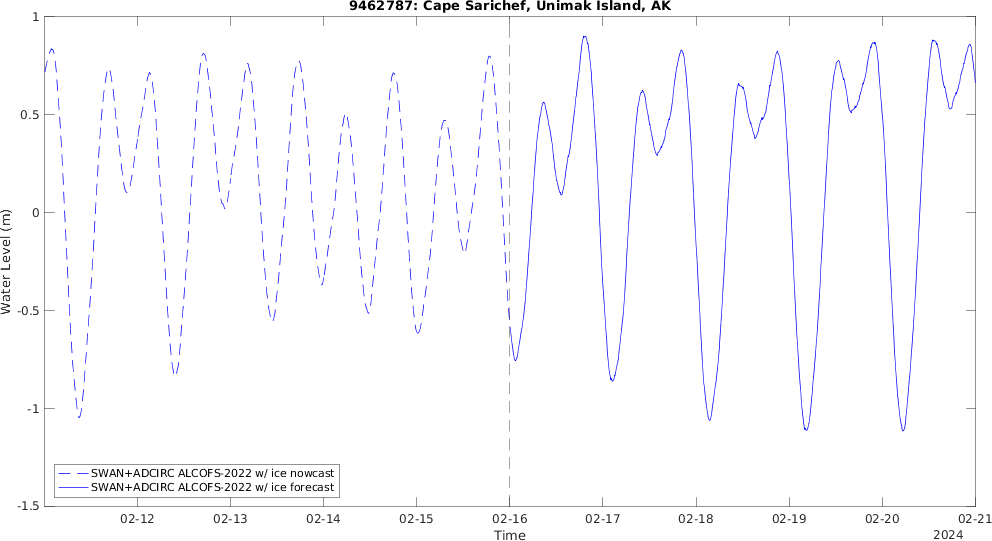 9462787: Cape Sarichef, Unimak Island, AK
1
0.5
0
-0.5
-1
-1.5
Water Level (m)
SWAN+ADCIRC ALCOFS-2022 w/ ice nowcast
SWAN+ADCIRC ALCOFS-2022 w/ ice forecast
02-12 02-13 02-14 02-15 02-16 02-17 02-18 02-19 02-20 02-21
Time
2024